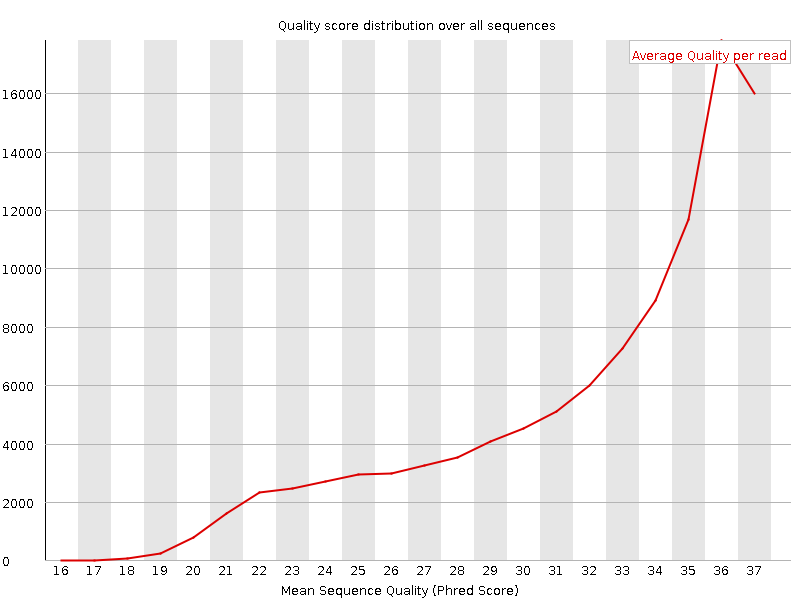 Quality score distribution over all sequences
Average Quality per read
16000
14000
12000
10000
8000
6000
4000
2000
0
16 17 18 19 20 21 22 23 24 25 26 27 28 29 30 31 32 33 34 35 36 37
Mean Sequence Quality (Phred Score)